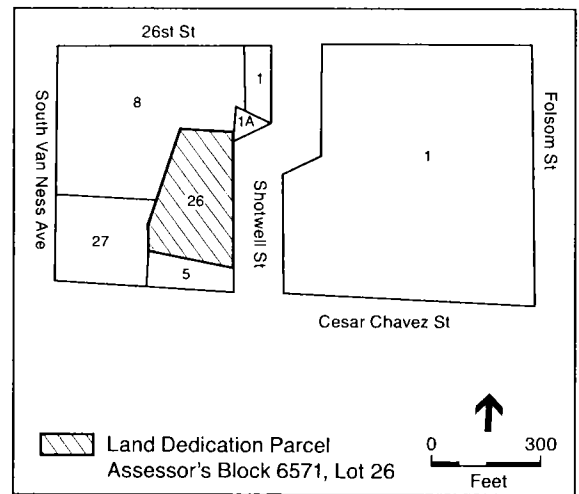 26st St
1
8
1A
South Van Ness Ave
Folsom St
1
26
Shotwell St
27
5
Cesar Chavez St
Land Dedication Parcel
Assessor's Block 6571, Lot 26
0 300
Feet